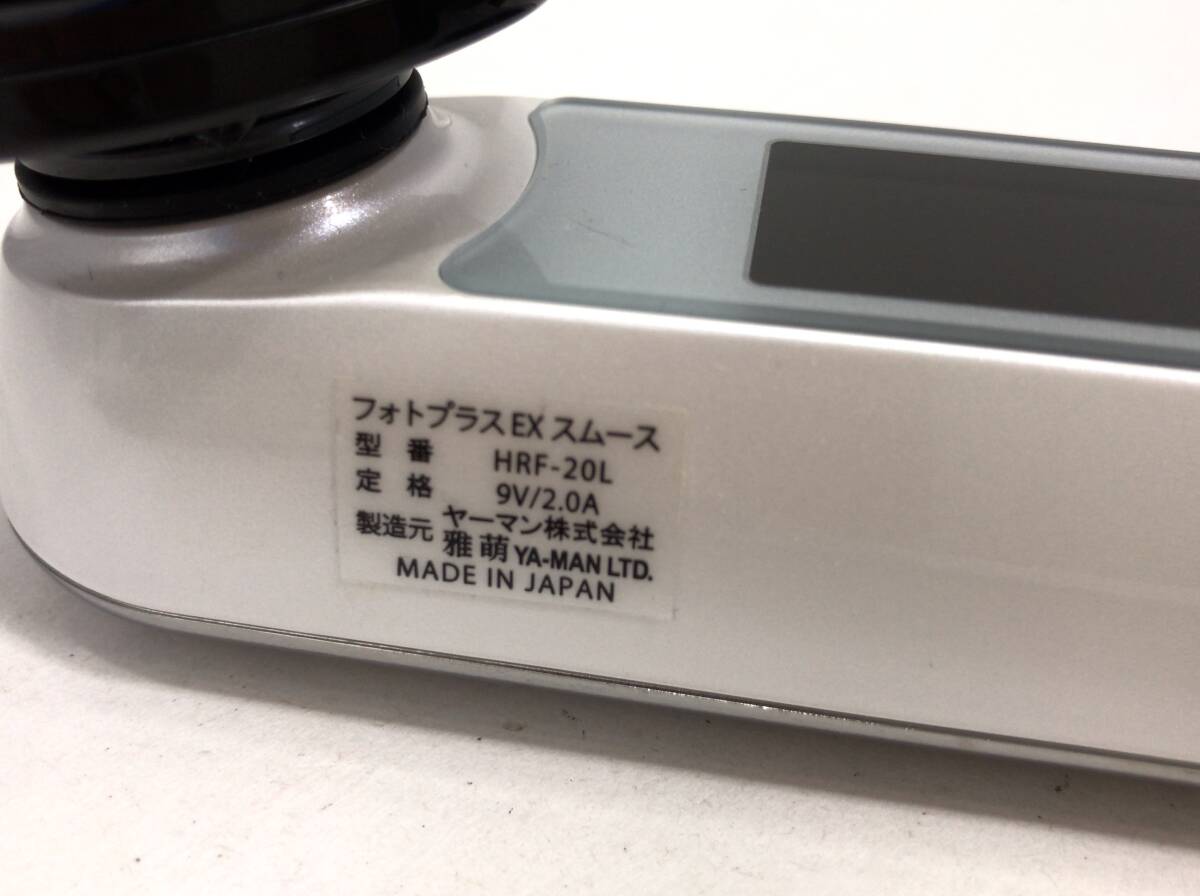 フォトプラス EX スムース
型 番 HRF-20L
定 格 9V/2.0A
製造元 ヤーマン株式会社
雅萌 YA-MAN LTD.
MADE IN JAPAN